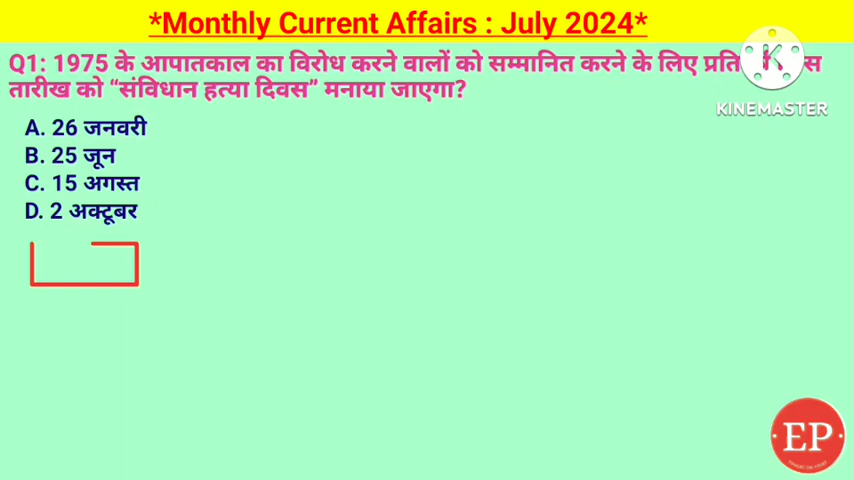 *Monthly Current Affairs : July 2024*
Q1: 1975 के आपातकाल का विरोध करने वालों को सम्मानित करने के लिए
तारीख को “संविधान हत्या दिवस” मनाया जाएगा?
KINEMASTER
A. 26 जनवरी
B. 25 जून
C. 15 अगस्त
D. 2 अक्टूबर
EP